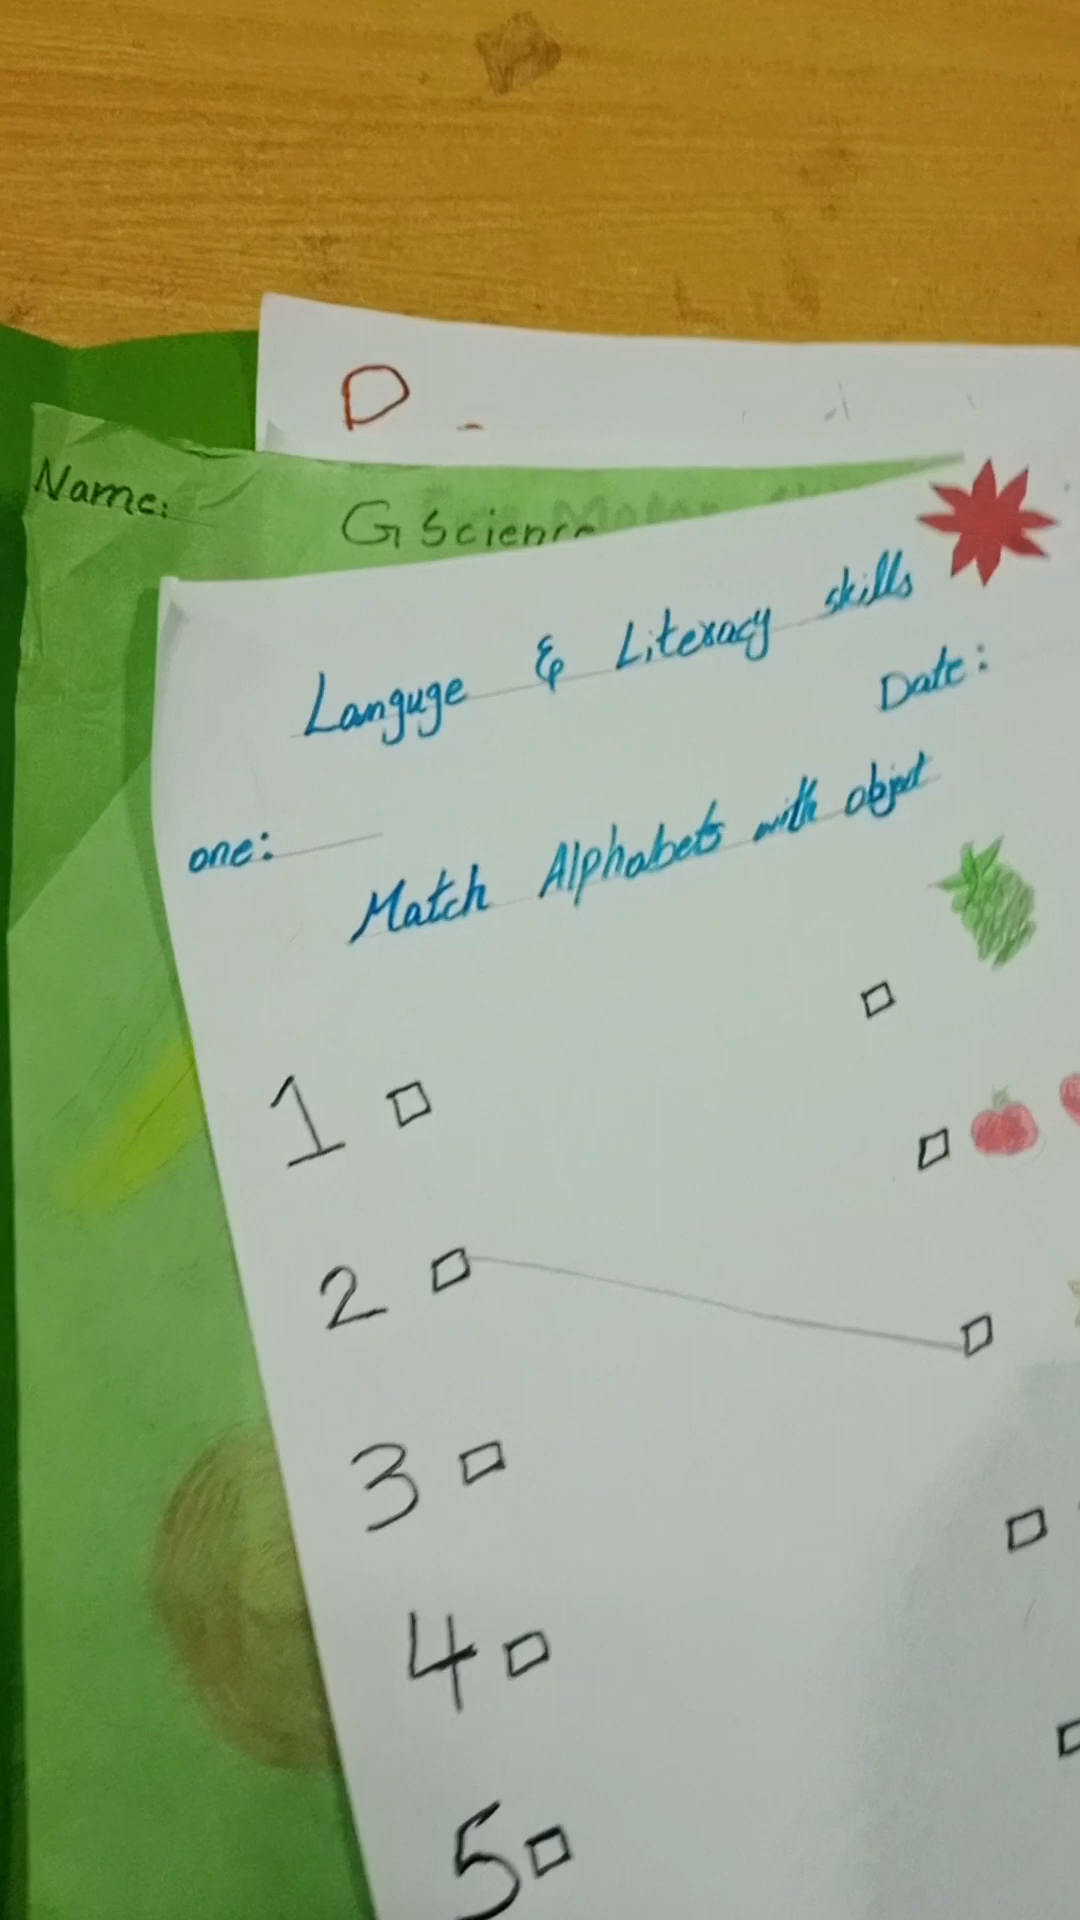 D
Name:
G Science
Languge & Literacy skills
Date:
one:
Match Alphabets with object
1
2
3
4
5